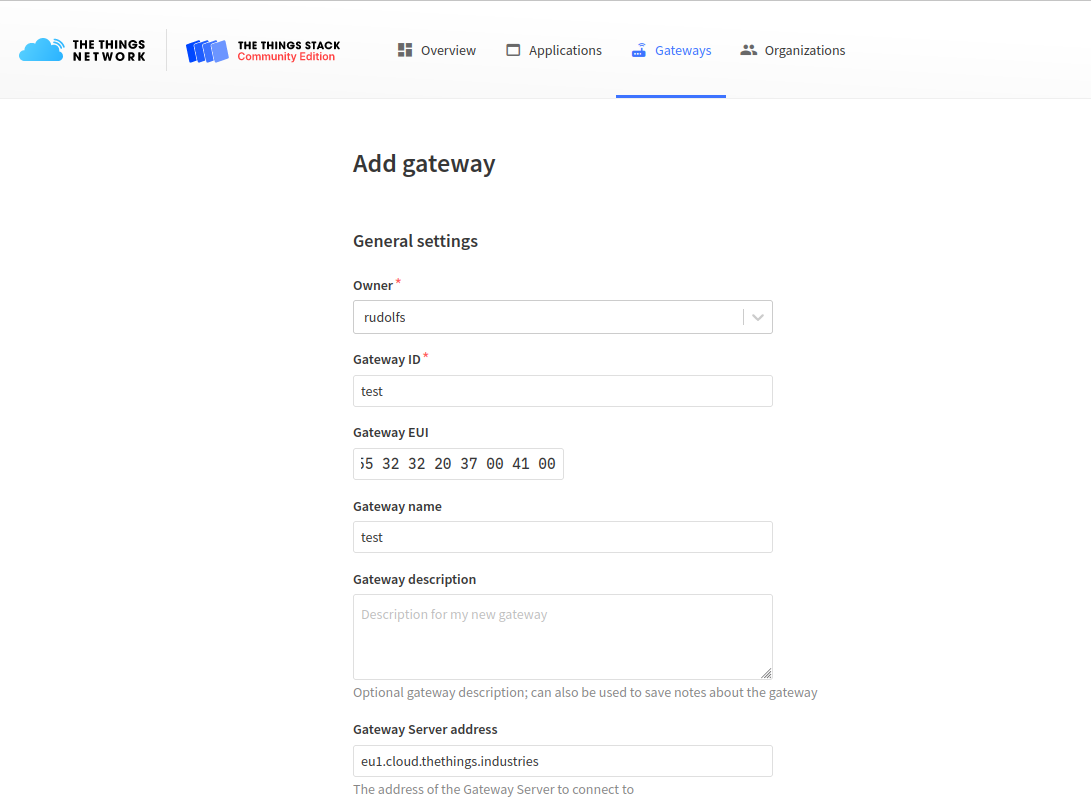 THE THINGS
NETWORK
THE THINGS STACK
Community Edition
Overview
Applications
Gateways
Organizations
Add gateway
General settings
Owner*
rudolfs
Gateway ID*
test
Gateway EUI
32 32 20 37 00 41 00
Gateway name
test
Gateway description
Description for my new gateway
Optional gateway description; can also be used to save notes about the gateway
Gateway Server address
eu1.cloud.thethings.industries
The address of the Gateway Server to connect to